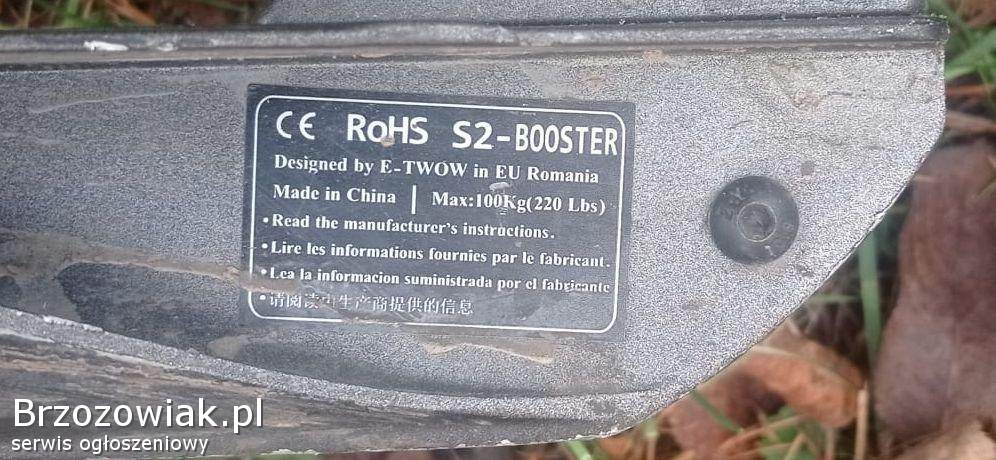 CE RoHS S2-BOOSTER
Designed by E-TWOW in EU Romania
Made in China | Max:100Kg(220 Lbs)
•Read the manufacturer's instructions.
•Lire les informations fournies par le fabricant.
•Lea la informacion suministrada por el fabricante
•请阅读由生产商提供的信息
Brzozowiak.pl
serwis ogłoszeniowy